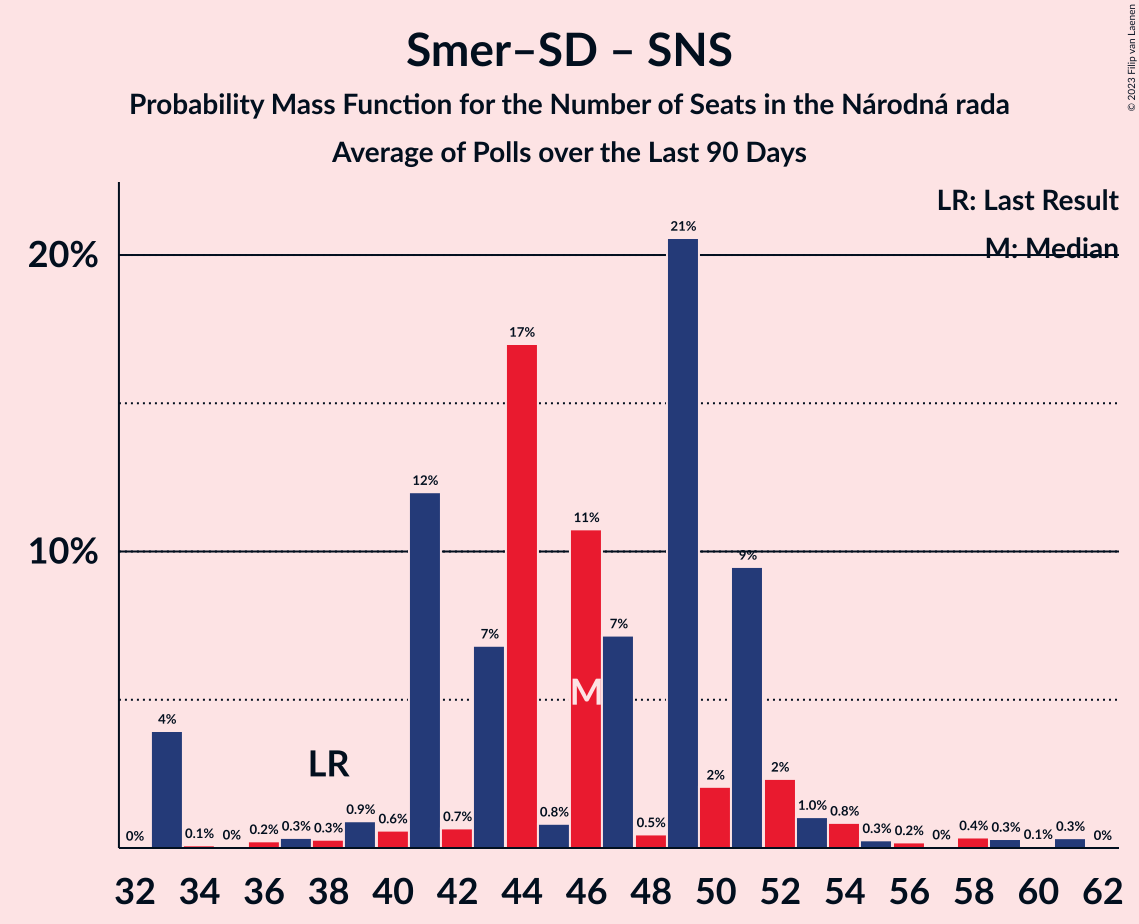 Smer–SD – SNS
Probability Mass Function for the Number of Seats in the Národná rada
Average of Polls over the Last 90 Days
© 2023 Filip van Laenen
LR: Last Result
M: Median
20%
10%
0% 4% 0.1% 0% 0.2% 0.3% 0.3% 0.9% 0.6% 12% 0.7% 7% 17% 0.8% 11% 7% 0.5% 21% 2% 9% 2% 1.0% 0.8% 0.3% 0.2% 0% 0.4% 0.3% 0.1% 0.3% 0%
LR
M
32 34 36 38 40 42 44 46 48 50 52 54 56 58 60 62